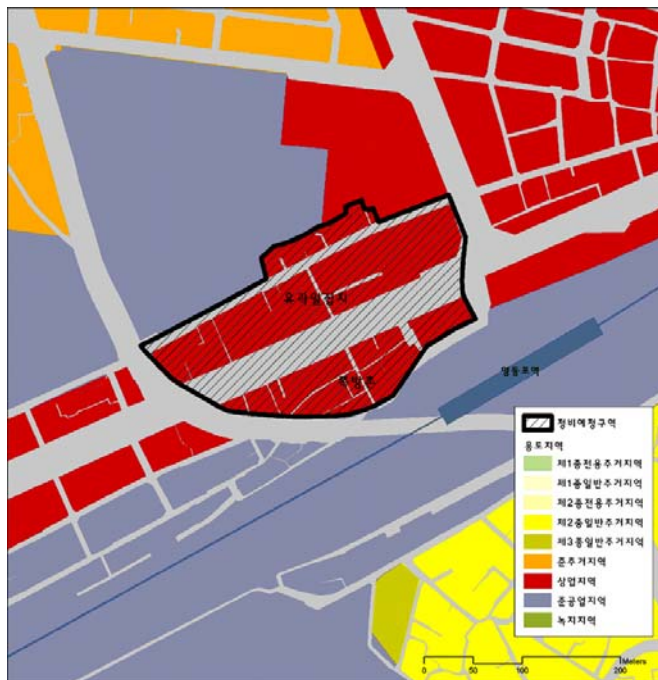 유곽밀집지
쪽방촌
영등포역
정비예정구역
용도지역
제1종전용주거지역
제1종일반주거지역
제2종전용주거지역
제2종일반주거지역
제3종일반주거지역
준주거지역
상업지역
준공업지역
녹지지역
Meters
0 50 100 200